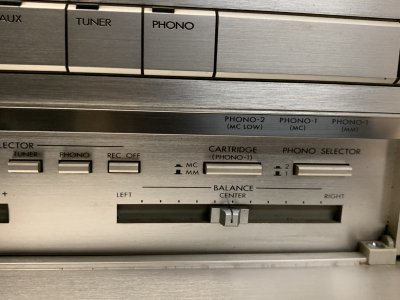 AUX TUNER PHONO
PHONO-2 PHONO-1 PHONO-1
(MC LOW) (MC) (MM)
LECTOR CARTRIDGE PHONO SELECTOR
TUNER PHONO REC OFF (PHONO-1)
MC 2
MM 1
BALANCE
LEFT CENTER RIGHT
+